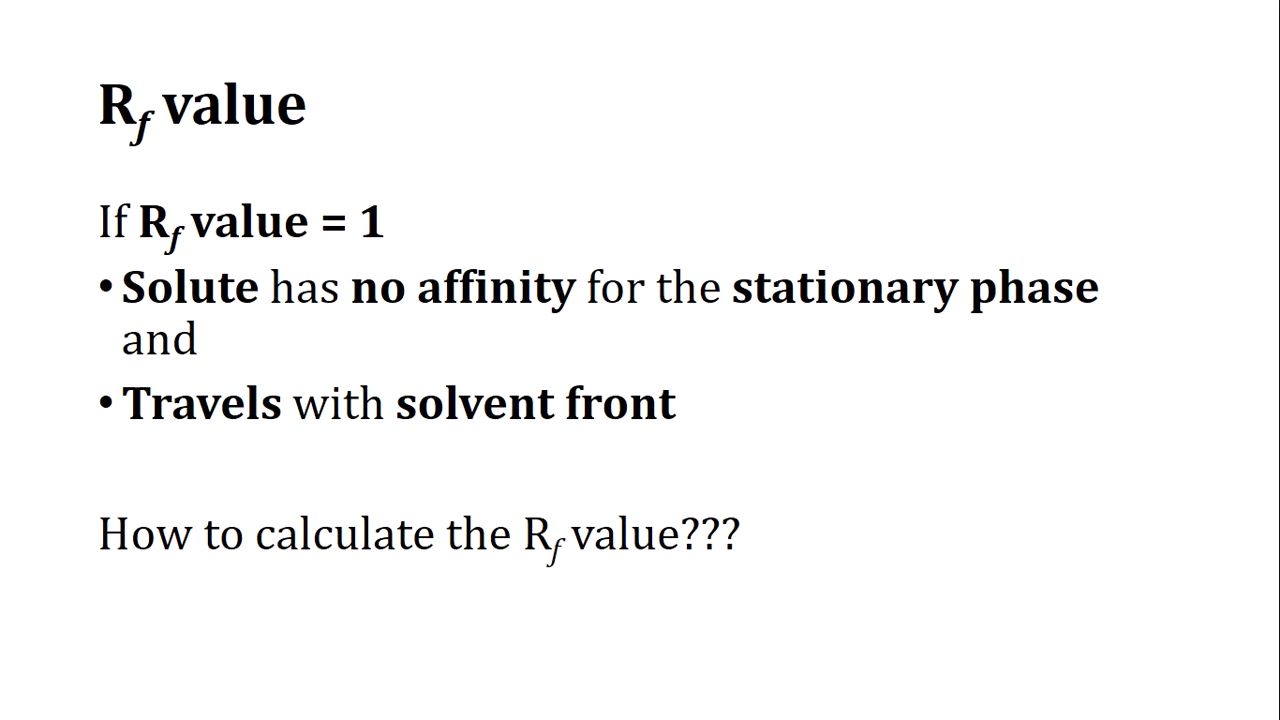 Rf value
If Rf value = 1
• Solute has no affinity for the stationary phase
and
• Travels with solvent front
How to calculate the Rf value???